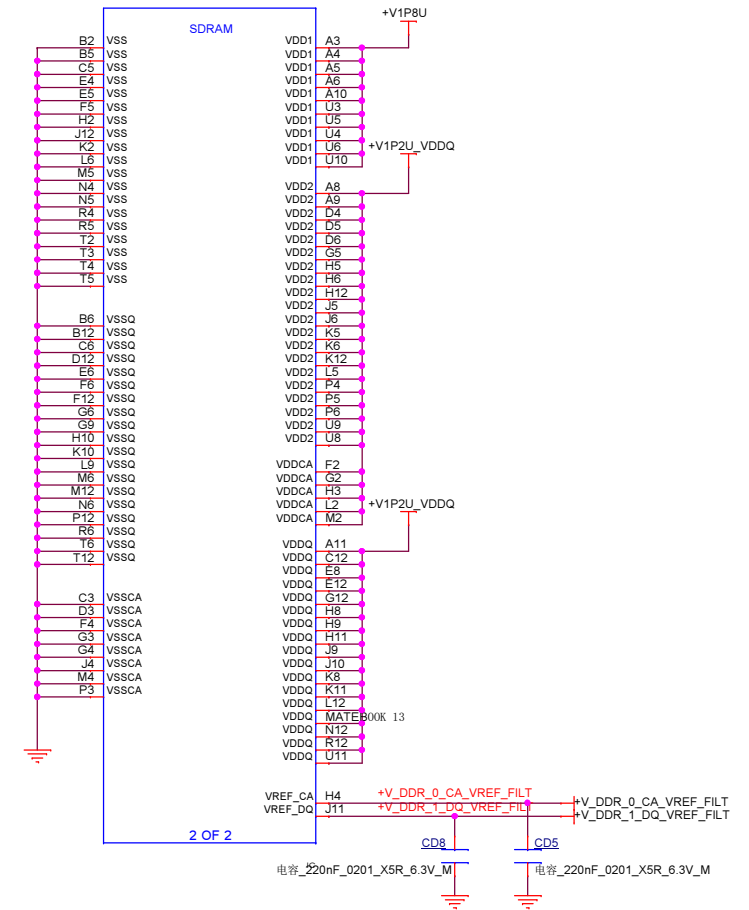 +V1P8U
SDRAM
B2 VSS VDD1 A3
B5 VSS VDD1 A4
C5 VSS VDD1 A5
E4 VSS VDD1 A6
E5 VSS VDD1 A10
F5 VSS VDD1 U3
H2 VSS VDD1 U5
J12 VSS VDD1 U4
K2 VSS VDD1 U6 +V1P2U_VDDQ
L6 VSS VDD1 U10
M5 VSS
N4 VSS VDD2 A8
N5 VSS VDD2 A9
R4 VSS VDD2 D4
R5 VSS VDD2 D5
T2 VSS VDD2 D6
T3 VSS VDD2 G5
T4 VSS VDD2 H5
T5 VSS VDD2 H6
VDD2 H12
VDD2 J5
B6 VSSQ VDD2 J6
B12 VSSQ VDD2 K5
C6 VSSQ VDD2 K6
D12 VSSQ VDD2 K12
E6 VSSQ VDD2 L5
F6 VSSQ VDD2 P4
F12 VSSQ VDD2 P5
G6 VSSQ VDD2 P6
G9 VSSQ VDD2 U9
H10 VSSQ VDD2 U8
K10 VSSQ
L9 VSSQ VDDCA F2
M6 VSSQ VDDCA G2
M12 VSSQ VDDCA H3
N6 VSSQ VDDCA L2 +V1P2U_VDDQ
P12 VSSQ VDDCA M2
R6 VSSQ
T6 VSSQ VDDQ A11
T12 VSSQ VDDQ C12
VDDQ E8
VDDQ E12
C3 VSSCA VDDQ G12
D3 VSSCA VDDQ H8
F4 VSSCA VDDQ H9
G3 VSSCA VDDQ H11
G4 VSSCA VDDQ J9
J4 VSSCA VDDQ J10
M4 VSSCA VDDQ K8
P3 VSSCA VDDQ K11
VDDQ L12
VDDQ MATEBOOK 13
VDDQ N12
VDDQ R12
VDDQ U11
VREF_CA H4 +V_DDR_0_CA_VREF_FILT +V_DDR_0_CA_VREF_FILT
VREF_DQ J11 +V_DDR_1_DQ_VREF_FILT +V_DDR_1_DQ_VREF_FILT
2 OF 2 CD8 CD5
电容_220nF_0201_X5R_6.3V_M 电容_220nF_0201_X5R_6.3V_M